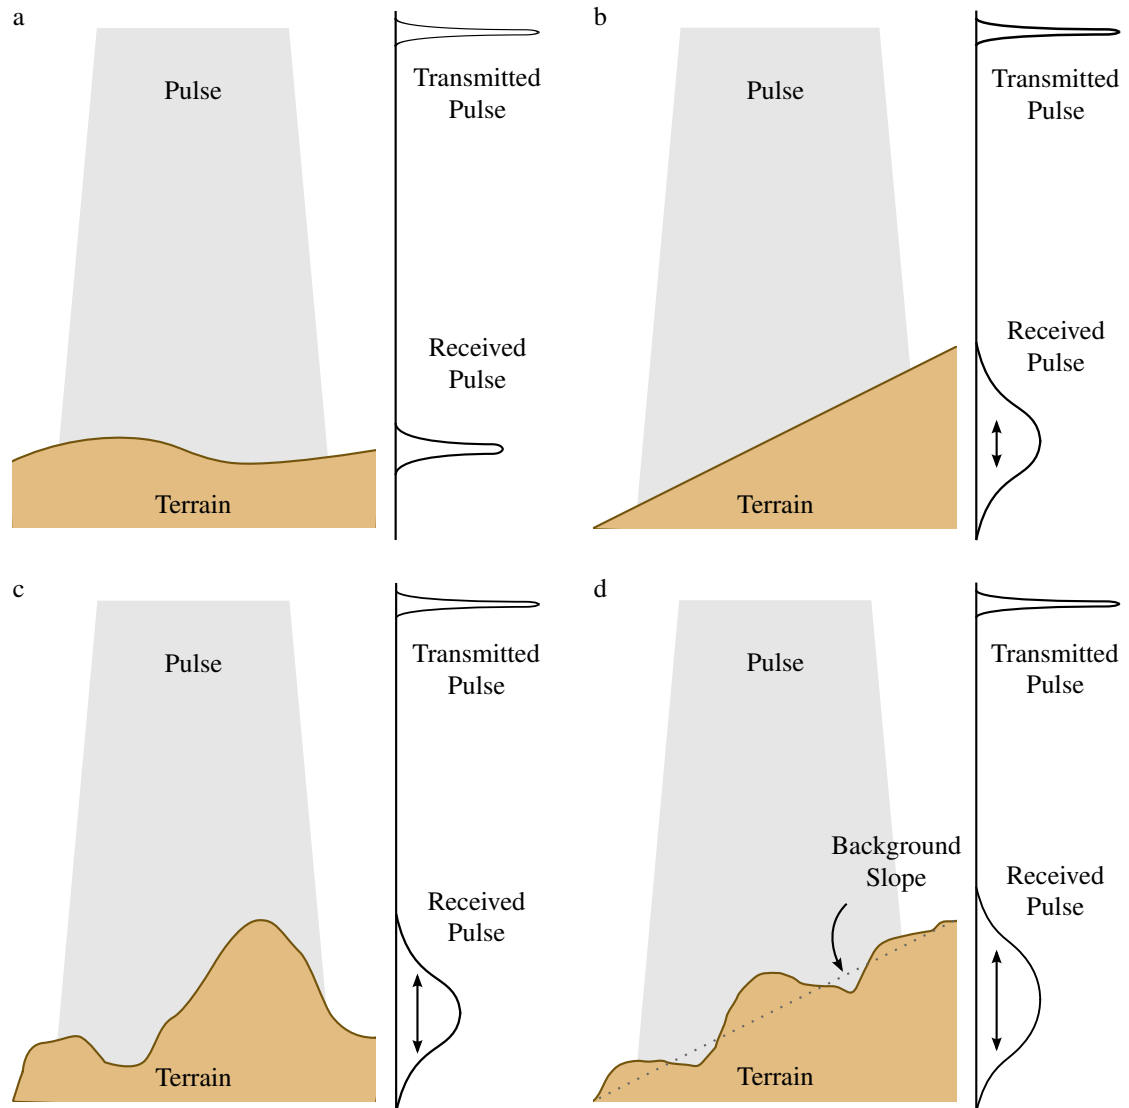 a
Pulse
Transmitted
Pulse
Received
Pulse
Terrain
b
Pulse
Transmitted
Pulse
Received
Pulse
Terrain
c
Pulse
Transmitted
Pulse
Received
Pulse
Terrain
d
Pulse
Transmitted
Pulse
Background
Slope
Received
Pulse
Terrain